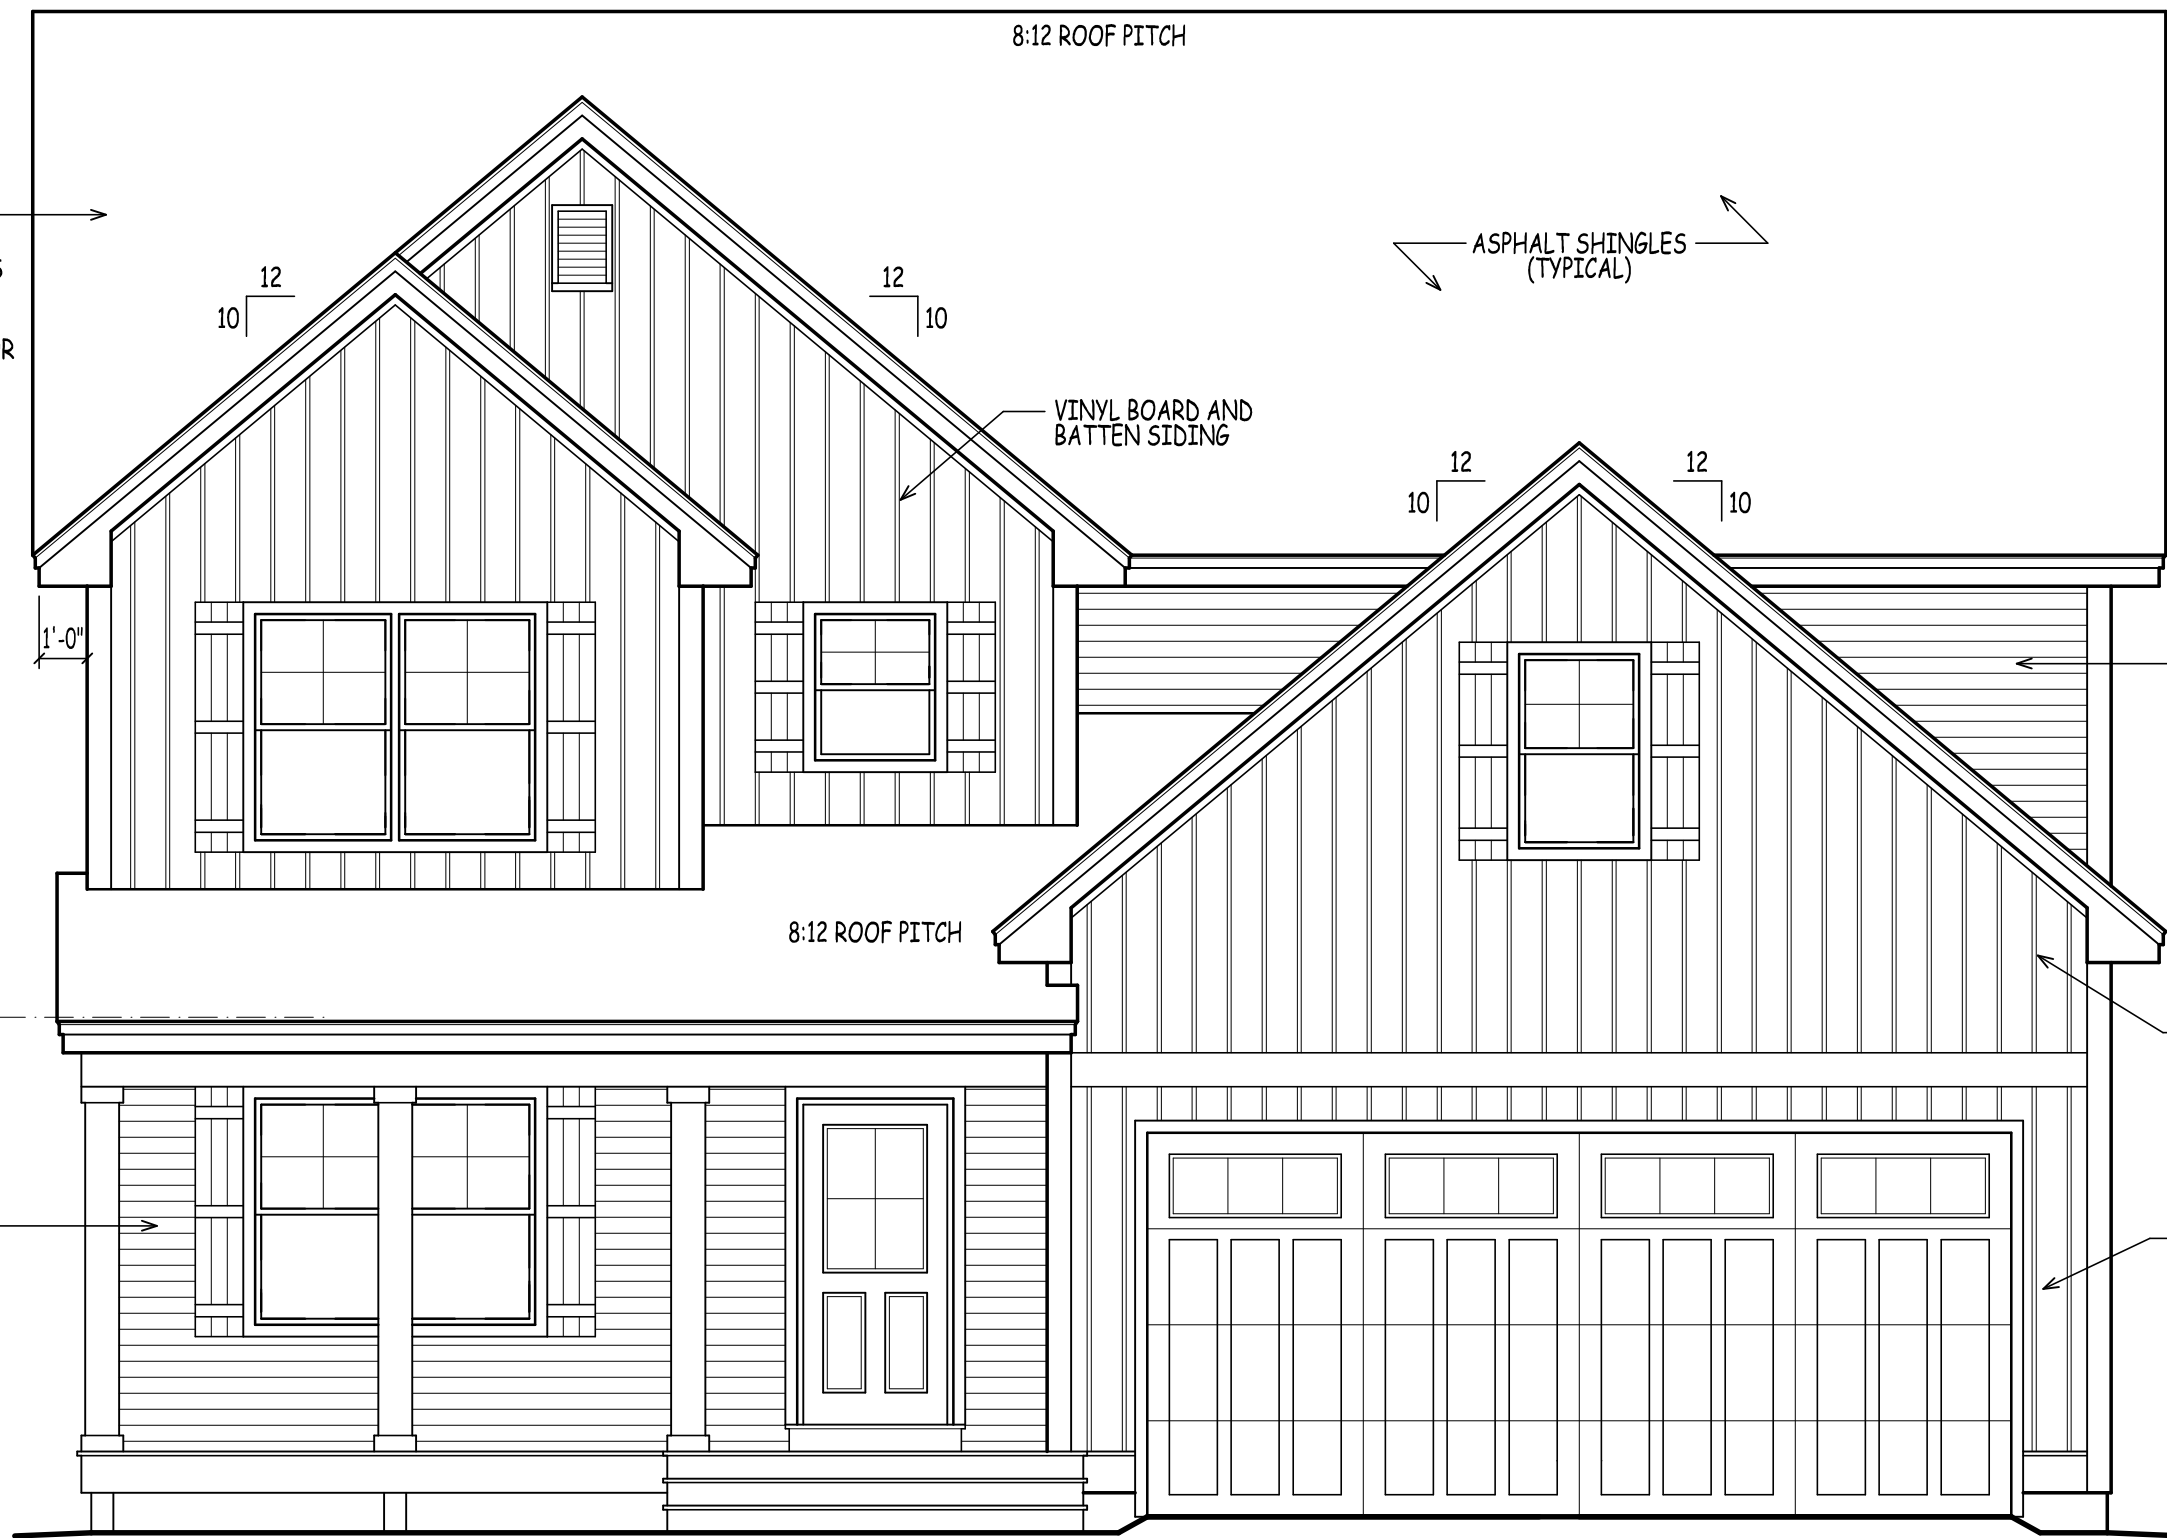 8:12 ROOF PITCH
ASPHALT SHINGLES
(TYPICAL)
S
12
10
12
10
R
VINYL BOARD AND
BATTEN SIDING
12
10
12
10
1'-0"
8:12 ROOF PITCH